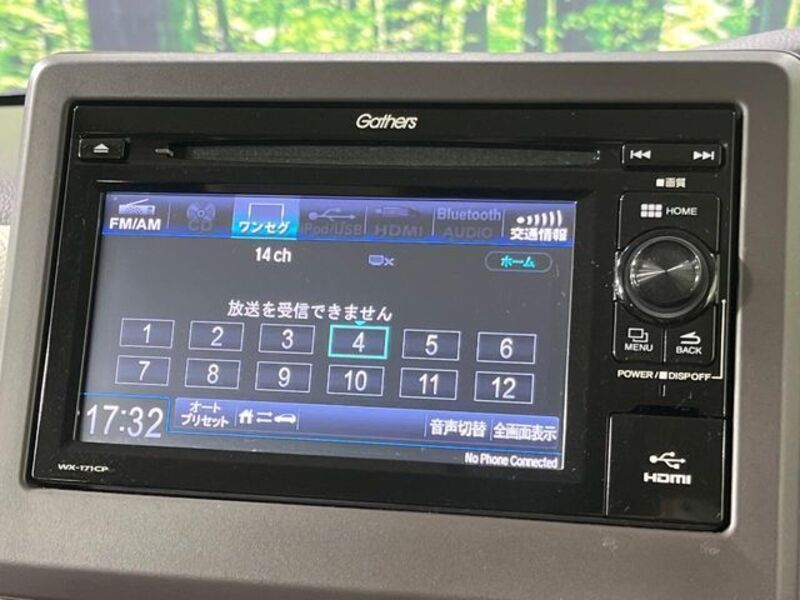 Gathers
画質
HOME
FM/AM CD ワンセグ iPod/USB HDMI Bluetooth AUDIO 交通情報
14ch ホーム
放送を受信できません
1 2 3 4 5 6
7 8 9 10 11 12
MENU BACK
POWER/DISP OFF
17:32 オートプリセット 音声切替 全画面表示
No Phone Connected
WX-171CP
HDMI